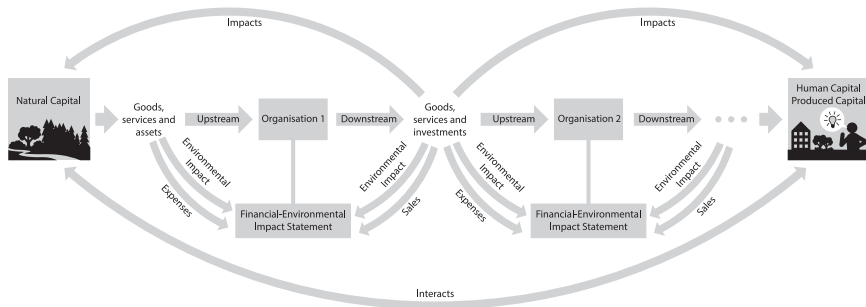 Impacts
Impacts
Natural Capital
Goods,
services and
assets
Upstream
Organisation 1
Downstream
Goods,
services and
investments
Upstream
Organisation 2
Downstream
Human Capital
Produced Capital
Environmental
Impact
Expenses
Environmental
Impact
Sales
Environmental
Impact
Expenses
Environmental
Impact
Sales
Financial-Environmental
Impact Statement
Financial-Environmental
Impact Statement
Interacts